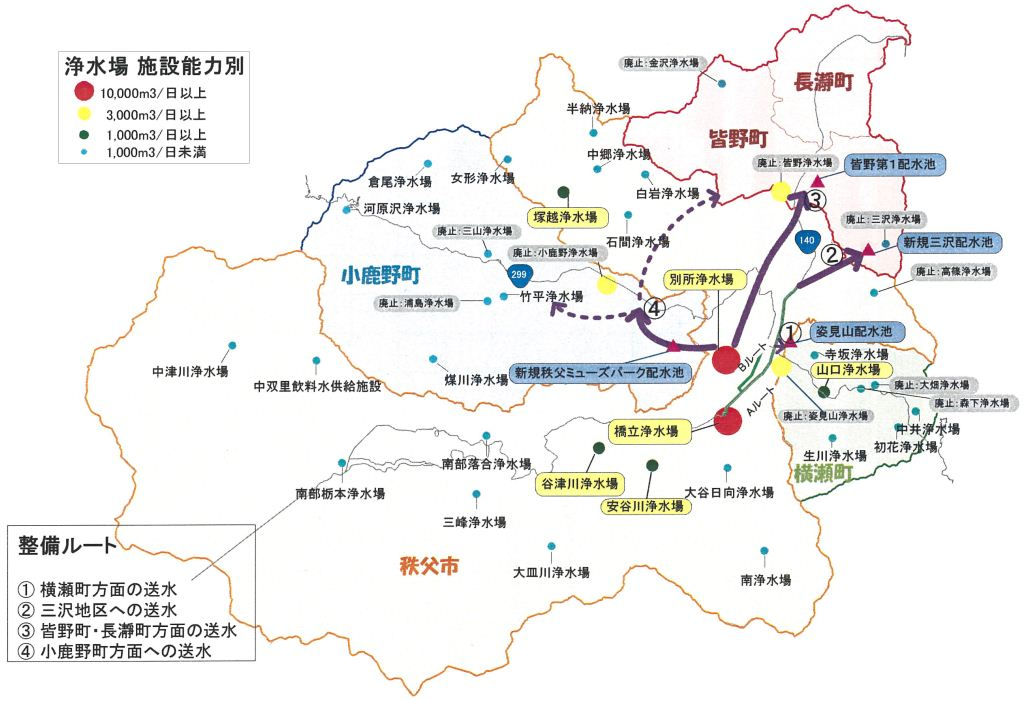 浄水場 施設能力別
10,000m3/日以上
3,000m3/日以上
1,000m3/日以上
1,000m3/日未満
廃止:金沢浄水場
長瀞町
皆野町
半納浄水場
中郷浄水場
女形浄水場
白岩浄水場
廃止:皆野浄水場
皆野第1配水池
倉尾浄水場
河原沢浄水場
塚越浄水場
③
廃止:三沢浄水場
廃止:三山浄水場
石間浄水場
140
②
新規三沢配水池
廃止:小鹿野浄水場
小鹿野町
299
別所浄水場
廃止:高篠浄水場
廃止:浦島浄水場
竹平浄水場
④
①
姿見山配水池
Bルート
寺坂浄水場
中津川浄水場
中双里飲料水供給施設
煤川浄水場
新規秩父ミューズパーク配水池
山口浄水場
廃止:大畑浄水場
Aルート
廃止:森下浄水場
廃止:姿見山浄水場
橋立浄水場
中井浄水場
初花浄水場
生川浄水場
横瀬町
南部落合浄水場
南部栃本浄水場
谷津川浄水場
安谷川浄水場
大谷日向浄水場
三峰浄水場
秩父市
大皿川浄水場
南浄水場
整備ルート
① 横瀬町方面の送水
② 三沢地区への送水
③ 皆野町・長瀞町方面の送水
④ 小鹿野町方面への送水